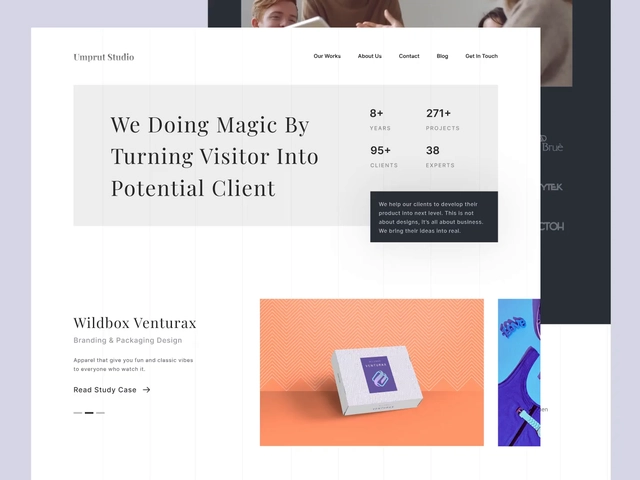 Umprut Studio
Our Works
About Us
Contact
Blog
Get In Touch
We Doing Magic By
Turning Visitor Into
Potential Client
8+
YEARS
271+
PROJECTS
95+
CLIENTS
38
EXPERTS
We help our clients to develop their
product into next level. This is not
about designs, it's all about business.
We bring their ideas into real.
Wildbox Venturax
Branding & Packaging Design
Apparel that give you fun and classic vibes
to everyone who watch it.
Read Study Case
VENTURAX
Bruè
YTEK